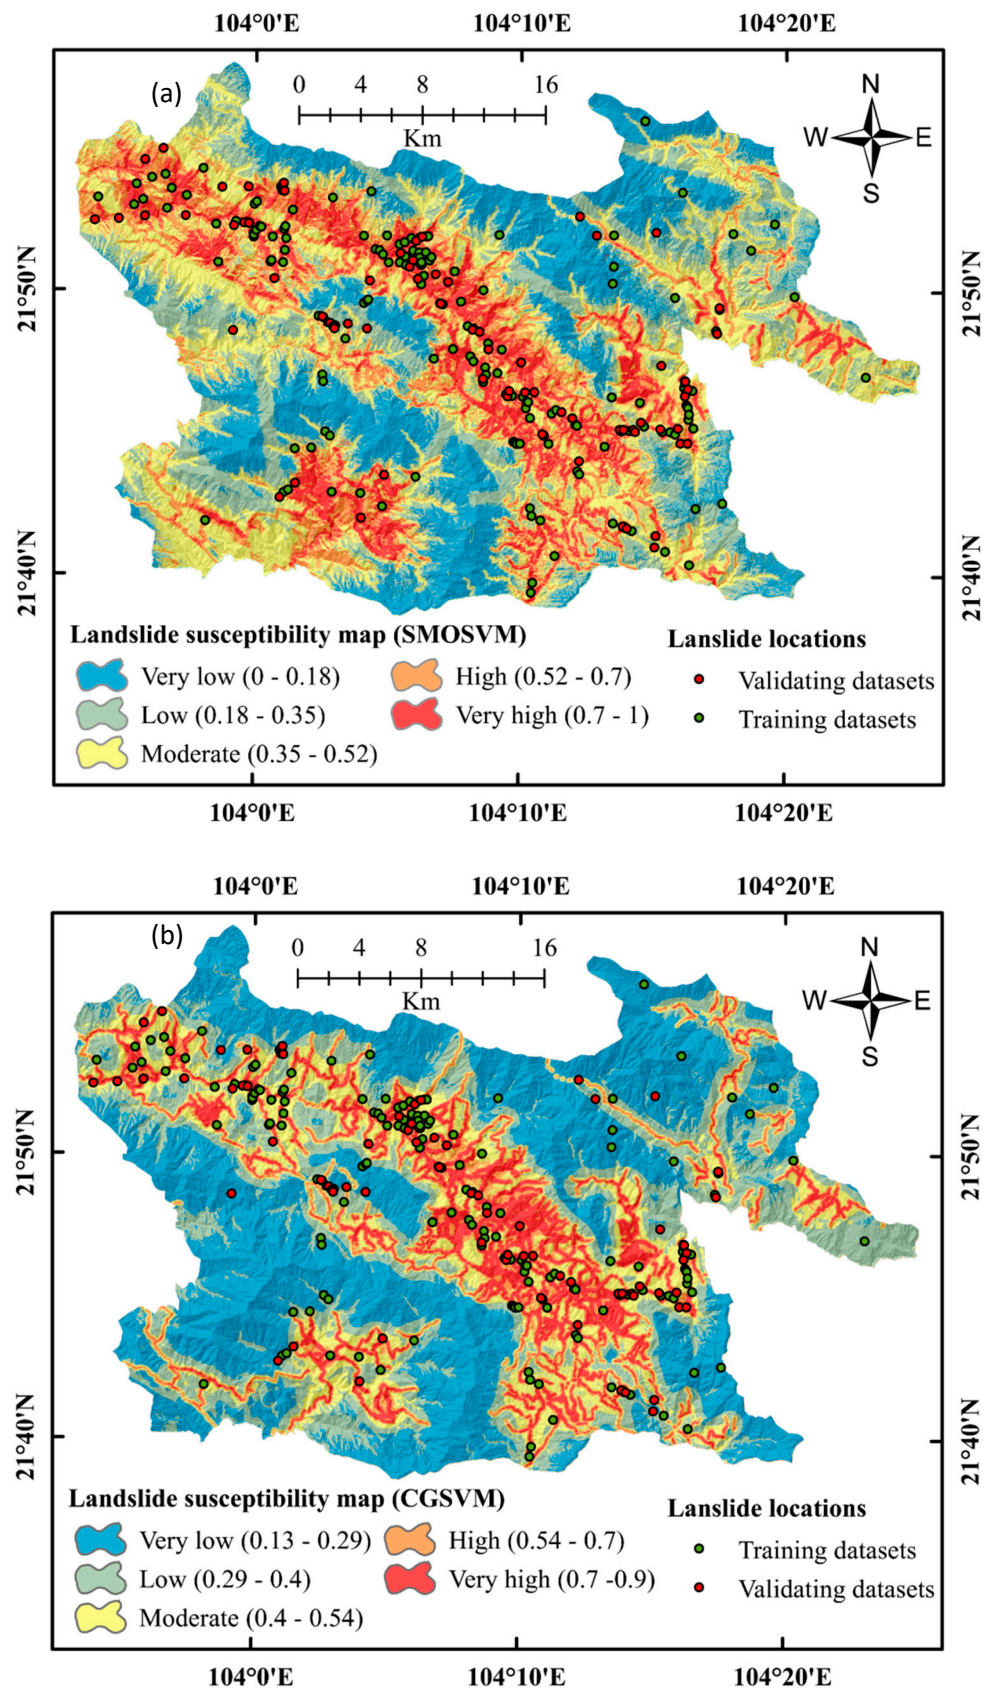 104°0'E 104°10'E 104°20'E
(a)
0 4 8 16
Km
N
W E
S
21°50'N 21°50'N
21°40'N 21°40'N
Landslide susceptibility map (SMOSVM)
Very low (0 - 0.18)
Low (0.18 - 0.35)
Moderate (0.35 - 0.52)
High (0.52 - 0.7)
Very high (0.7 - 1)
Lanslide locations
Validating datasets
Training datasets
104°0'E 104°10'E 104°20'E
104°0'E 104°10'E 104°20'E
(b)
0 4 8 16
Km
N
W E
S
21°50'N 21°50'N
21°40'N 21°40'N
Landslide susceptibility map (CGSVM)
Very low (0.13 - 0.29)
Low (0.29 - 0.4)
Moderate (0.4 - 0.54)
High (0.54 - 0.7)
Very high (0.7 -0.9)
Lanslide locations
Training datasets
Validating datasets
104°0'E 104°10'E 104°20'E